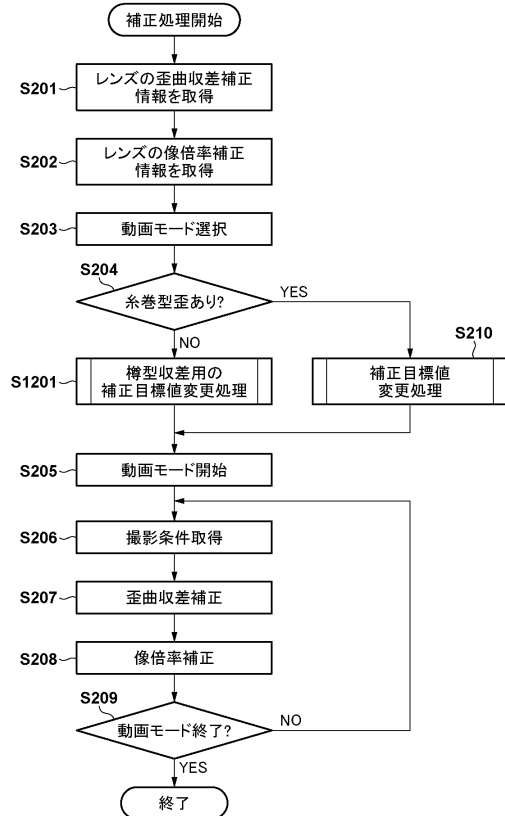 補正処理開始
S201
レンズの歪曲収差補正
情報を取得
S202
レンズの像倍率補正
情報を取得
S203
動画モード選択
S204
糸巻型歪あり?
YES
NO
S210
補正目標値
変更処理
S1201
樽型収差用の
補正目標値変更処理
S205
動画モード開始
S206
撮影条件取得
S207
歪曲収差補正
S208
像倍率補正
S209
動画モード終了?
NO
YES
終了